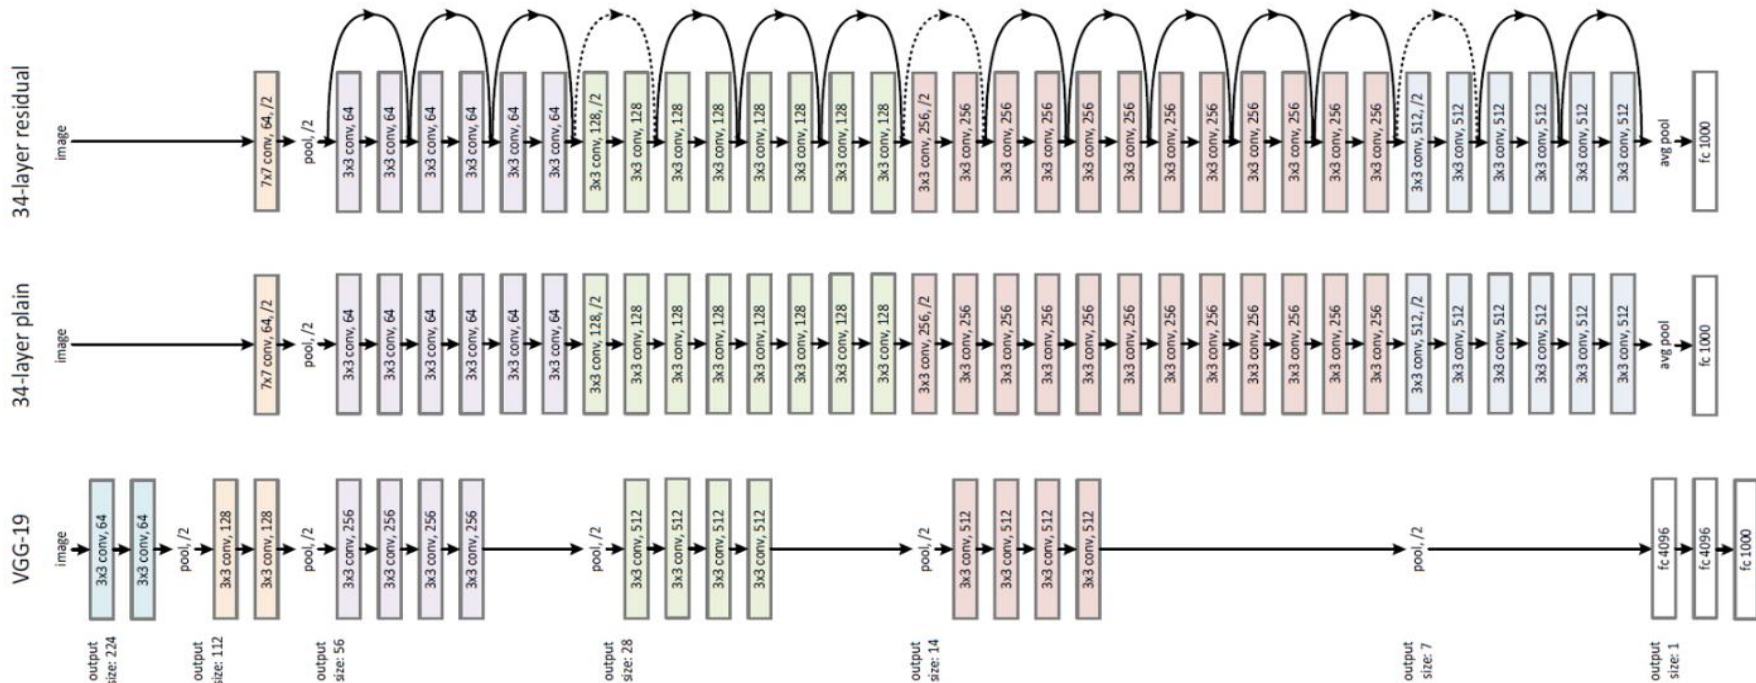 34-layer residual
image
7x7 conv, 64, /2
pool, /2
3x3 conv, 64
3x3 conv, 64
3x3 conv, 64
3x3 conv, 64
3x3 conv, 64
3x3 conv, 64
3x3 conv, 128, /2
3x3 conv, 128
3x3 conv, 128
3x3 conv, 128
3x3 conv, 128
3x3 conv, 128
3x3 conv, 128
3x3 conv, 128
3x3 conv, 256, /2
3x3 conv, 256
3x3 conv, 256
3x3 conv, 256
3x3 conv, 256
3x3 conv, 256
3x3 conv, 256
3x3 conv, 256
3x3 conv, 256
3x3 conv, 256
3x3 conv, 256
3x3 conv, 256
3x3 conv, 512, /2
3x3 conv, 512
3x3 conv, 512
3x3 conv, 512
3x3 conv, 512
3x3 conv, 512
avg pool
fc 1000
34-layer plain
image
7x7 conv, 64, /2
pool, /2
3x3 conv, 64
3x3 conv, 64
3x3 conv, 64
3x3 conv, 64
3x3 conv, 64
3x3 conv, 64
3x3 conv, 128, /2
3x3 conv, 128
3x3 conv, 128
3x3 conv, 128
3x3 conv, 128
3x3 conv, 128
3x3 conv, 128
3x3 conv, 128
3x3 conv, 256, /2
3x3 conv, 256
3x3 conv, 256
3x3 conv, 256
3x3 conv, 256
3x3 conv, 256
3x3 conv, 256
3x3 conv, 256
3x3 conv, 256
3x3 conv, 256
3x3 conv, 256
3x3 conv, 256
3x3 conv, 512, /2
3x3 conv, 512
3x3 conv, 512
3x3 conv, 512
3x3 conv, 512
3x3 conv, 512
avg pool
fc 1000
VGG-19
image
3x3 conv, 64
3x3 conv, 64
pool, /2
3x3 conv, 128
3x3 conv, 128
pool, /2
3x3 conv, 256
3x3 conv, 256
3x3 conv, 256
3x3 conv, 256
pool, /2
3x3 conv, 512
3x3 conv, 512
3x3 conv, 512
3x3 conv, 512
pool, /2
3x3 conv, 512
3x3 conv, 512
3x3 conv, 512
3x3 conv, 512
pool, /2
fc 4096
fc 4096
fc 1000
output
size: 224
output
size: 112
output
size: 56
output
size: 28
output
size: 14
output
size: 7
output
size: 1